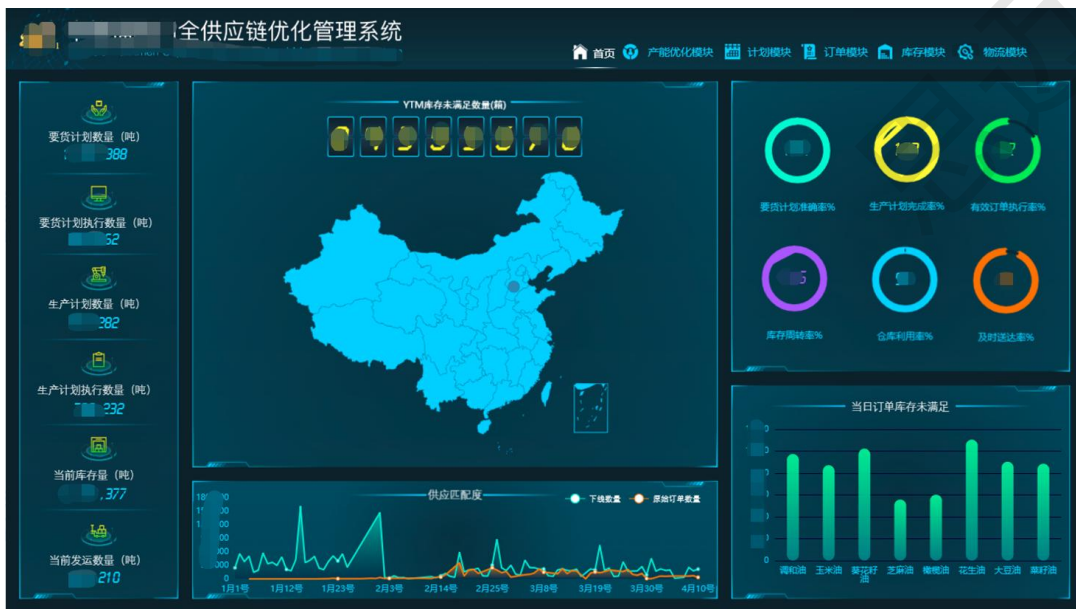 全供应链优化管理系统
首页 产能优化模块 计划模块 订单模块 库存模块 物流模块
要货计划数量（吨）
388
要货计划执行数量（吨）
62
生产计划数量（吨）
282
生产计划执行数量（吨）
232
当前库存量（吨）
,377
当前发运数量（吨）
210
YTM库存未满足数量(箱)
供应匹配度
下线数量 原始订单数量
0
1月1号 1月12号 1月23号 2月3号 2月14号 2月25号 3月8号 3月19号 3月30号 4月10号
要货计划准确率% 生产计划完成率% 有效订单执行率%
库存周转率% 仓库利用率% 及时送达率%
当日订单库存未满足
0
调和油 玉米油 葵花籽油 芝麻油 橄榄油 花生油 大豆油 菜籽油